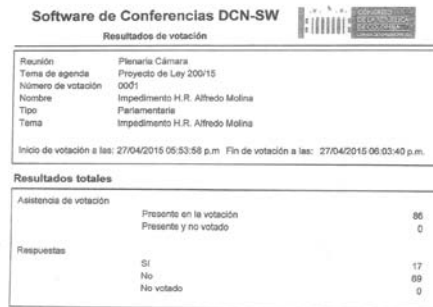 Software de Conferencias DCN-SW
Resultados de votación
Reunión Plenaria Cámara
Tema de agenda Proyecto de Ley 200/15
Número de votación 0001
Nombre Impedimento H.R. Alfredo Molina
Tipo Parlamentaria
Tema Impedimento H.R. Alfredo Molina
Inicio de votación a las: 27/04/2015 05:53:58 p.m Fin de votación a las: 27/04/2015 06:03:40 p.m.
Resultados totales
Asistencia de votación
Presente en la votación 86
Presente y no votado 0
Respuestas
Sí 17
No 69
No votado 0